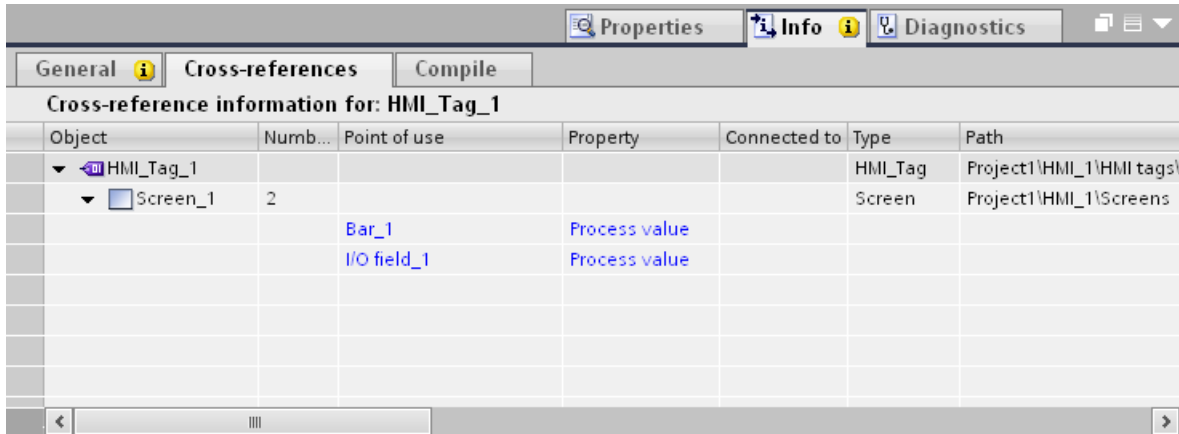 Properties Info Diagnostics
General Cross-references Compile
Cross-reference information for: HMI_Tag_1
Object Numb... Point of use Property Connected to Type Path
HMI_Tag_1 HMI_Tag Project1\HMI_1\HMI tags\
Screen_1 2 Screen Project1\HMI_1\Screens
Bar_1 Process value
I/O field_1 Process value